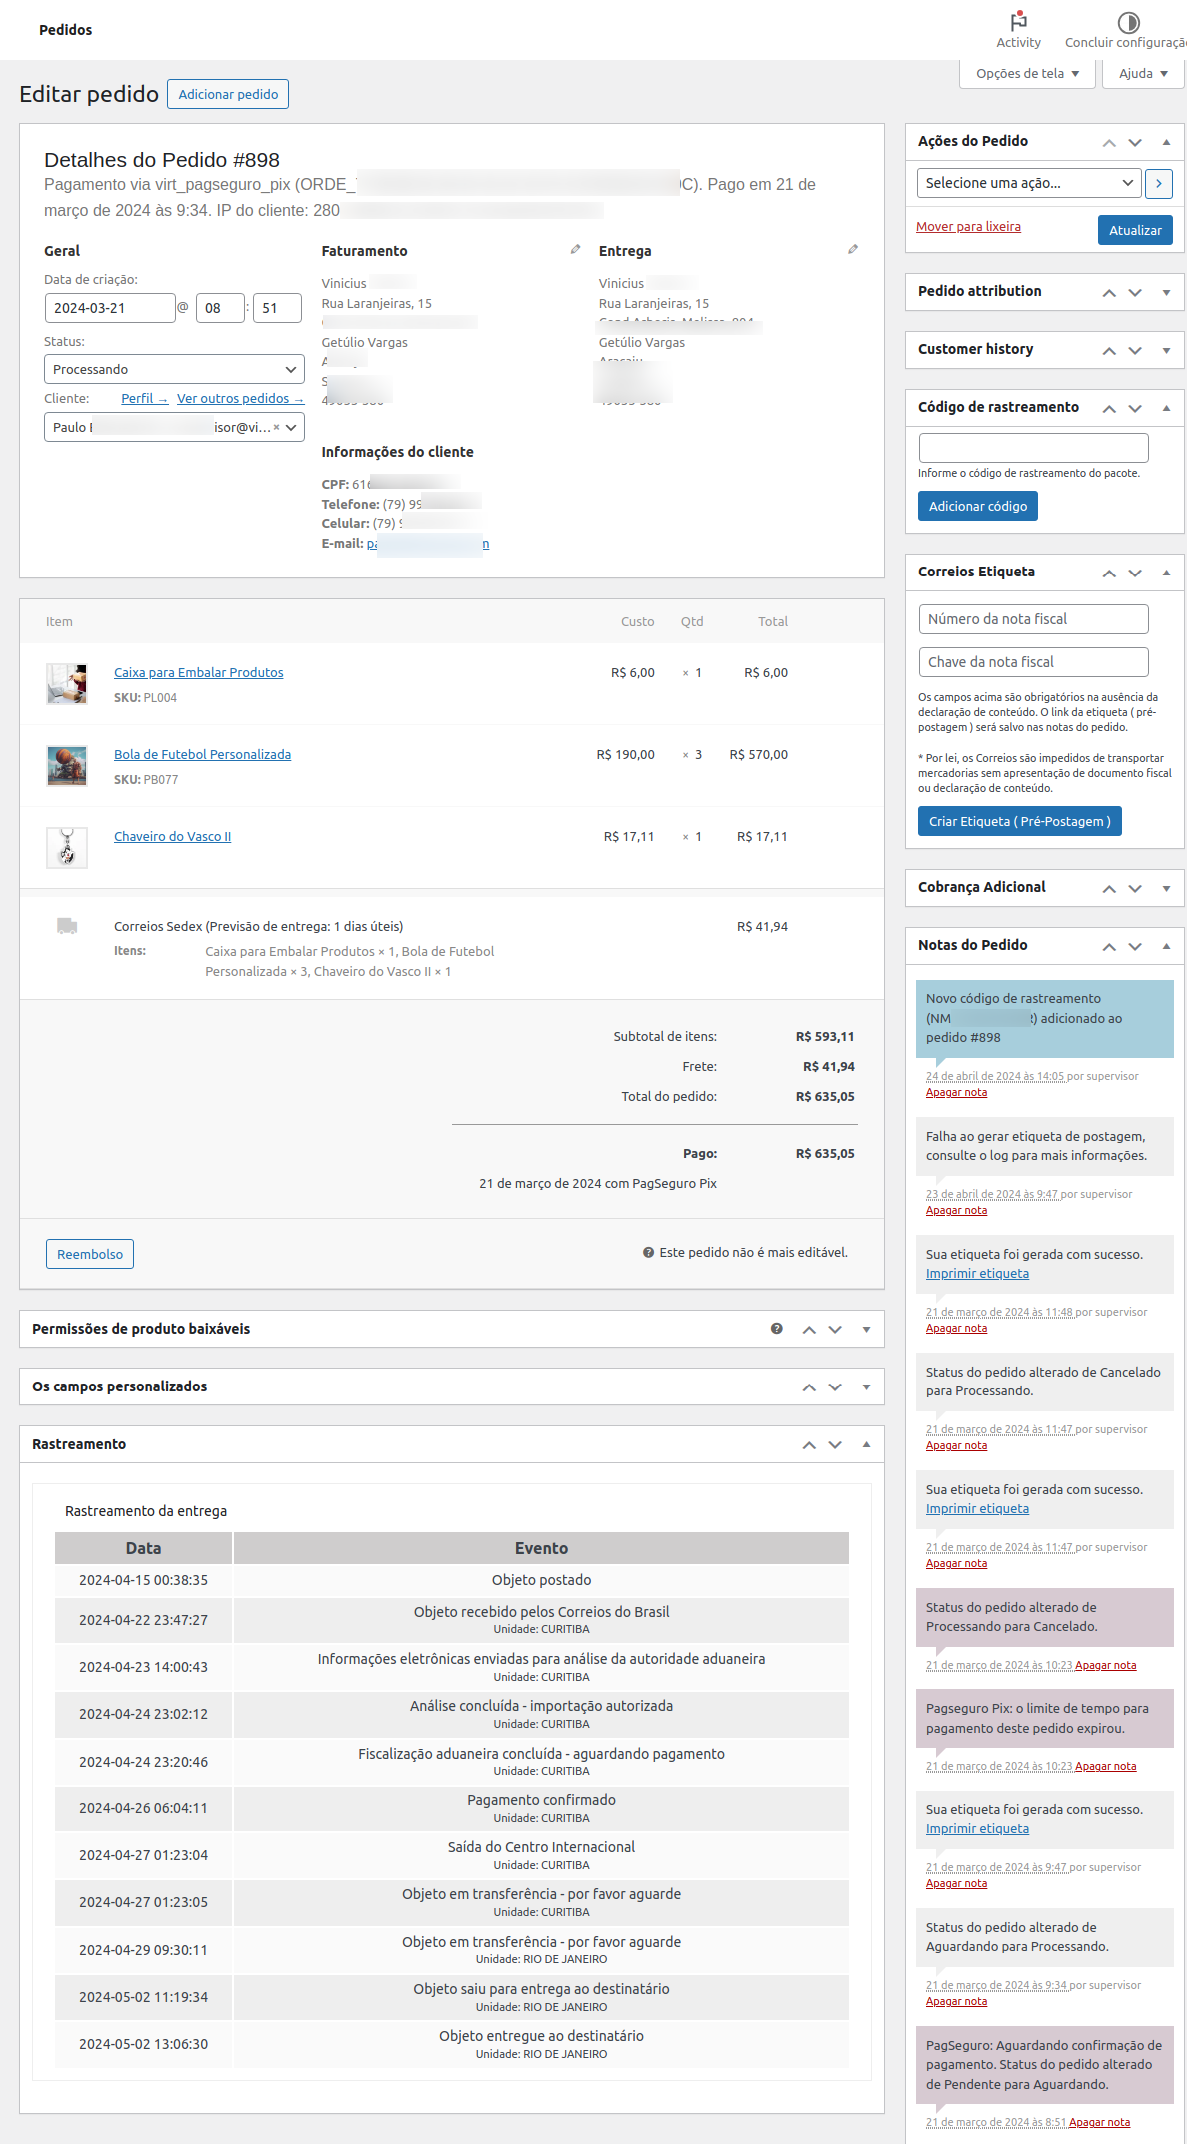 Pedidos
Activity
Concluir configuraçã
Opções de tela
Ajuda
Editar pedido
Adicionar pedido
Detalhes do Pedido #898
Pagamento via virt_pagseguro_pix (ORDE_ C). Pago em 21 de
março de 2024 às 9:34. IP do cliente: 280
Geral
Data de criação:
2024-03-21 @ 08 : 51
Status:
Processando
Cliente: Perfil → Ver outros pedidos →
Paulo isor@vi... ×
Faturamento
Vinicius
Rua Laranjeiras, 15
Getúlio Vargas
Informações do cliente
CPF: 616
Telefone: (79) 99
Celular: (79) 9
E-mail: pa m
Entrega
Vinicius
Rua Laranjeiras, 15
Getúlio Vargas
Aracaju
Item Custo Qtd Total
Caixa para Embalar Produtos R$ 6,00 × 1 R$ 6,00
SKU: PL004
Bola de Futebol Personalizada R$ 190,00 × 3 R$ 570,00
SKU: PB077
Chaveiro do Vasco II R$ 17,11 × 1 R$ 17,11
Correios Sedex (Previsão de entrega: 1 dias úteis) R$ 41,94
Itens: Caixa para Embalar Produtos × 1, Bola de Futebol
Personalizada × 3, Chaveiro do Vasco II × 1
Subtotal de itens: R$ 593,11
Frete: R$ 41,94
Total do pedido: R$ 635,05
Pago: R$ 635,05
21 de março de 2024 com PagSeguro Pix
Reembolso
Este pedido não é mais editável.
Permissões de produto baixáveis
Os campos personalizados
Rastreamento
Rastreamento da entrega
Data Evento
2024-04-15 00:38:35 Objeto postado
2024-04-22 23:47:27 Objeto recebido pelos Correios do Brasil
Unidade: CURITIBA
2024-04-23 14:00:43 Informações eletrônicas enviadas para análise da autoridade aduaneira
Unidade: CURITIBA
2024-04-24 23:02:12 Análise concluída - importação autorizada
Unidade: CURITIBA
2024-04-24 23:20:46 Fiscalização aduaneira concluída - aguardando pagamento
Unidade: CURITIBA
2024-04-26 06:04:11 Pagamento confirmado
Unidade: CURITIBA
2024-04-27 01:23:04 Saída do Centro Internacional
Unidade: CURITIBA
2024-04-27 01:23:05 Objeto em transferência - por favor aguarde
Unidade: CURITIBA
2024-04-29 09:30:11 Objeto em transferência - por favor aguarde
Unidade: RIO DE JANEIRO
2024-05-02 11:19:34 Objeto saiu para entrega ao destinatário
Unidade: RIO DE JANEIRO
2024-05-02 13:06:30 Objeto entregue ao destinatário
Unidade: RIO DE JANEIRO
Ações do Pedido
Selecione uma ação...
Mover para lixeira
Atualizar
Pedido attribution
Customer history
Código de rastreamento
Informe o código de rastreamento do pacote.
Adicionar código
Correios Etiqueta
Número da nota fiscal
Chave da nota fiscal
Os campos acima são obrigatórios na ausência da
declaração de conteúdo. O link da etiqueta ( pré-
postagem ) será salvo nas notas do pedido.
* Por lei, os Correios são impedidos de transportar
mercadorias sem apresentação de documento fiscal
ou declaração de conteúdo.
Criar Etiqueta ( Pré-Postagem )
Cobrança Adicional
Notas do Pedido
Novo código de rastreamento
(NM ) adicionado ao
pedido #898
24 de abril de 2024 às 14:05 por supervisor
Apagar nota
Falha ao gerar etiqueta de postagem,
consulte o log para mais informações.
23 de abril de 2024 às 9:47 por supervisor
Apagar nota
Sua etiqueta foi gerada com sucesso.
Imprimir etiqueta
21 de março de 2024 às 11:48 por supervisor
Apagar nota
Status do pedido alterado de Cancelado
para Processando.
21 de março de 2024 às 11:47 por supervisor
Apagar nota
Sua etiqueta foi gerada com sucesso.
Imprimir etiqueta
21 de março de 2024 às 11:47 por supervisor
Apagar nota
Status do pedido alterado de
Processando para Cancelado.
21 de março de 2024 às 10:23 Apagar nota
Pagseguro Pix: o limite de tempo para
pagamento deste pedido expirou.
21 de março de 2024 às 10:23 Apagar nota
Sua etiqueta foi gerada com sucesso.
Imprimir etiqueta
21 de março de 2024 às 9:47 por supervisor
Apagar nota
Status do pedido alterado de
Aguardando para Processando.
21 de março de 2024 às 9:34 por supervisor
Apagar nota
PagSeguro: Aguardando confirmação de
pagamento. Status do pedido alterado
de Pendente para Aguardando.
21 de março de 2024 às 8:51 Apagar nota